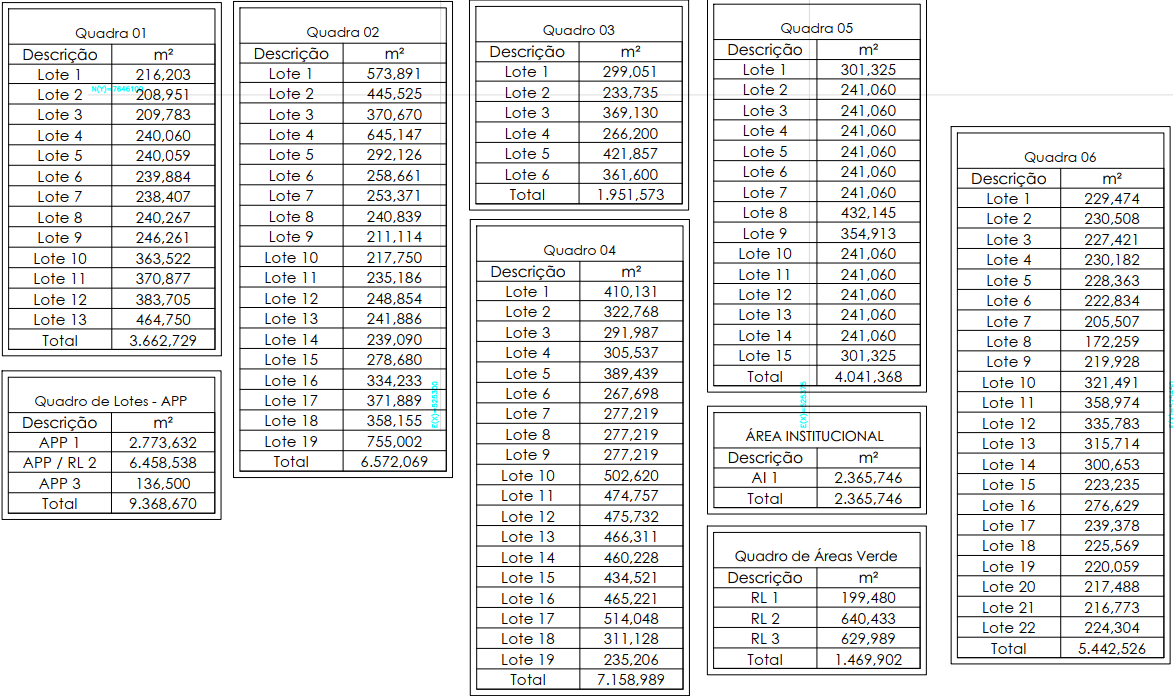 Quadra 01
Descrição m²
Lote 1 216,203
Lote 2 208,951
Lote 3 209,783
Lote 4 240,060
Lote 5 240,059
Lote 6 239,884
Lote 7 238,407
Lote 8 240,267
Lote 9 246,261
Lote 10 363,522
Lote 11 370,877
Lote 12 383,705
Lote 13 464,750
Total 3.662,729
Quadro de Lotes - APP
Descrição m²
APP 1 2.773,632
APP / RL 2 6.458,538
APP 3 136,500
Total 9.368,670
Quadra 02
Descrição m²
Lote 1 573,891
Lote 2 445,525
Lote 3 370,670
Lote 4 645,147
Lote 5 292,126
Lote 6 258,661
Lote 7 253,371
Lote 8 240,839
Lote 9 211,114
Lote 10 217,750
Lote 11 235,186
Lote 12 248,854
Lote 13 241,886
Lote 14 239,090
Lote 15 278,680
Lote 16 334,233
Lote 17 371,889
Lote 18 358,155
Lote 19 755,002
Total 6.572,069
Quadro 03
Descrição m²
Lote 1 299,051
Lote 2 233,735
Lote 3 369,130
Lote 4 266,200
Lote 5 421,857
Lote 6 361,600
Total 1.951,573
Quadro 04
Descrição m²
Lote 1 410,131
Lote 2 322,768
Lote 3 291,987
Lote 4 305,537
Lote 5 389,439
Lote 6 267,698
Lote 7 277,219
Lote 8 277,219
Lote 9 277,219
Lote 10 502,620
Lote 11 474,757
Lote 12 475,732
Lote 13 466,311
Lote 14 460,228
Lote 15 434,521
Lote 16 465,221
Lote 17 514,048
Lote 18 311,128
Lote 19 235,206
Total 7.158,989
Quadra 05
Descrição m²
Lote 1 301,325
Lote 2 241,060
Lote 3 241,060
Lote 4 241,060
Lote 5 241,060
Lote 6 241,060
Lote 7 241,060
Lote 8 432,145
Lote 9 354,913
Lote 10 241,060
Lote 11 241,060
Lote 12 241,060
Lote 13 241,060
Lote 14 241,060
Lote 15 301,325
Total 4.041,368
ÁREA INSTITUCIONAL
Descrição m²
AI 1 2.365,746
Total 2.365,746
Quadro de Áreas Verde
Descrição m²
RL 1 199,480
RL 2 640,433
RL 3 629,989
Total 1.469,902
Quadra 06
Descrição m²
Lote 1 229,474
Lote 2 230,508
Lote 3 227,421
Lote 4 230,182
Lote 5 228,363
Lote 6 222,834
Lote 7 205,507
Lote 8 172,259
Lote 9 219,928
Lote 10 321,491
Lote 11 358,974
Lote 12 335,783
Lote 13 315,714
Lote 14 300,653
Lote 15 223,235
Lote 16 276,629
Lote 17 239,378
Lote 18 225,569
Lote 19 220,059
Lote 20 217,488
Lote 21 216,773
Lote 22 224,304
Total 5.442,526